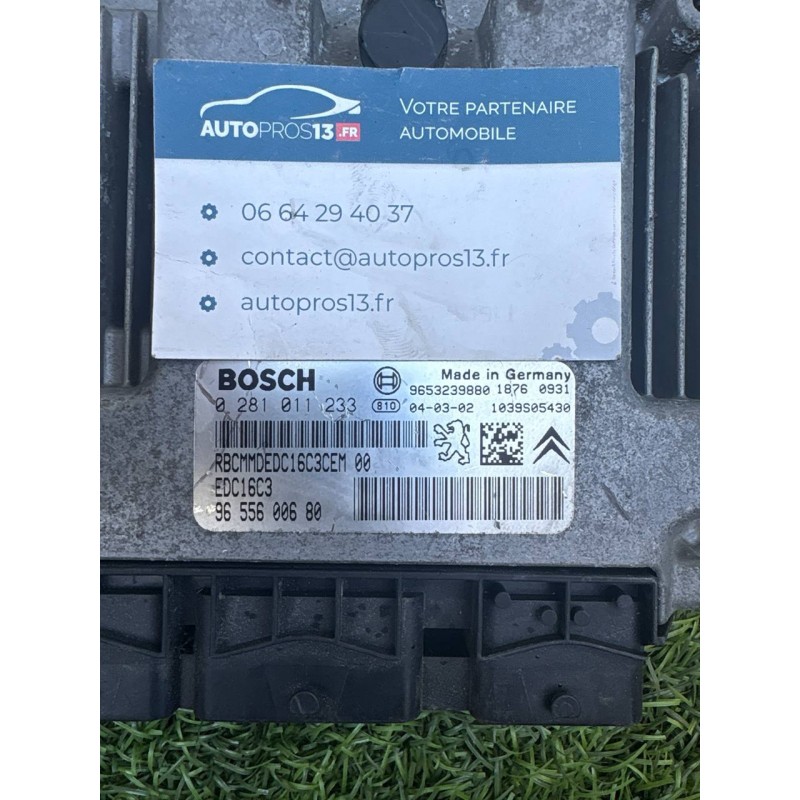 AUTOPROS13.FR
VOTRE PARTENAIRE
AUTOMOBILE
06 64 29 40 37
contact@autopros13.fr
autopros13.fr
BOSCH
Made in Germany
9653239880 1876 0931
0 281 011 233 810 04-03-02 1039S05430
RBCMMDEDC16C3CEM 00
EDC16C3
96 556 006 80